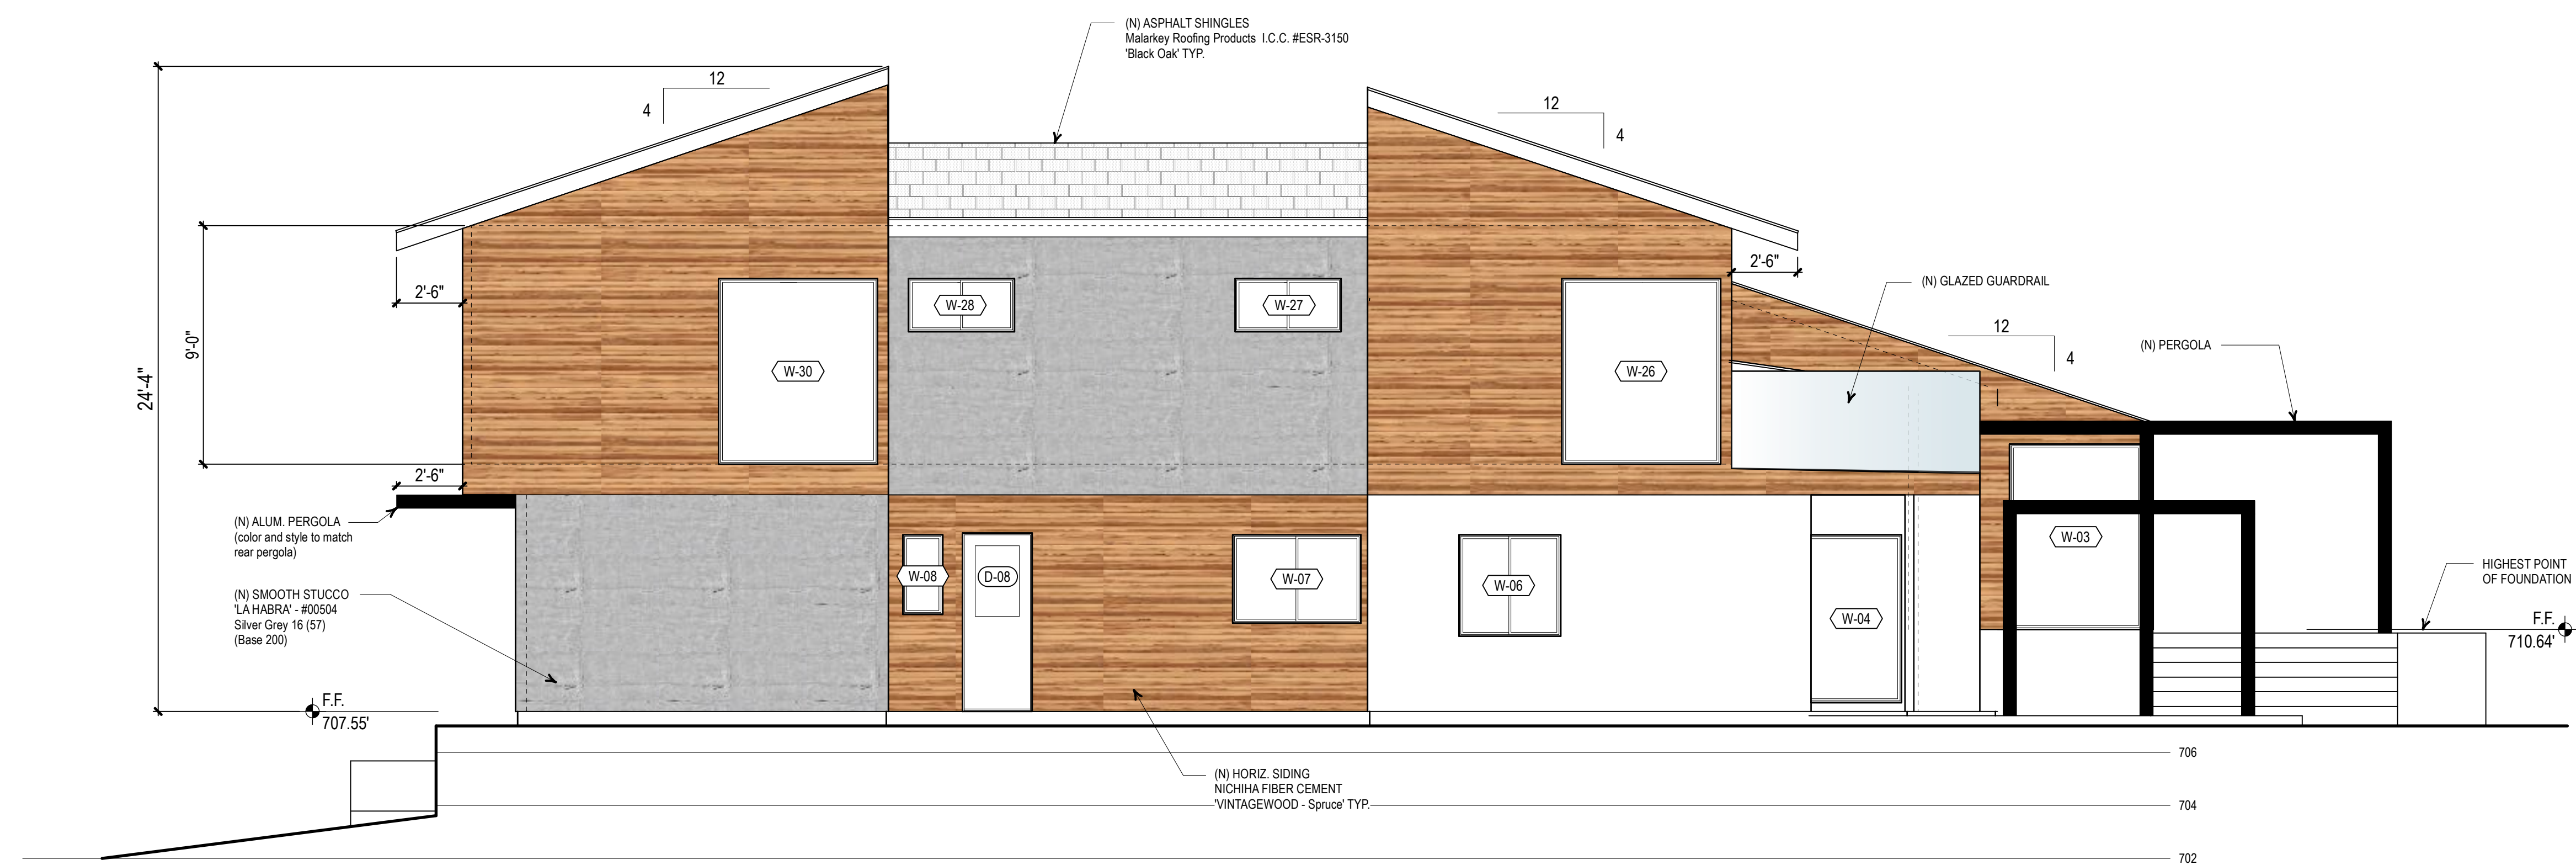 (N) ASPHALT SHINGLES
Malarkey Roofing Products I.C.C. #ESR-3150
'Black Oak' TYP.
12
4
12
4
2'-6"
(N) GLAZED GUARDRAIL
12
4
(N) PERGOLA
24'-4"
9'-0"
2'-6"
W-28
W-27
W-30
W-26
2'-6"
(N) ALUM. PERGOLA
(color and style to match
rear pergola)
(N) SMOOTH STUCCO
'LA HABRA' - #00504
Silver Grey 16 (57)
(Base 200)
W-08
D-08
W-07
W-06
W-04
W-03
HIGHEST POINT
OF FOUNDATION
F.F.
710.64'
F.F.
707.55'
706
(N) HORIZ. SIDING
NICHIHA FIBER CEMENT
'VINTAGEWOOD - Spruce' TYP.
704
702